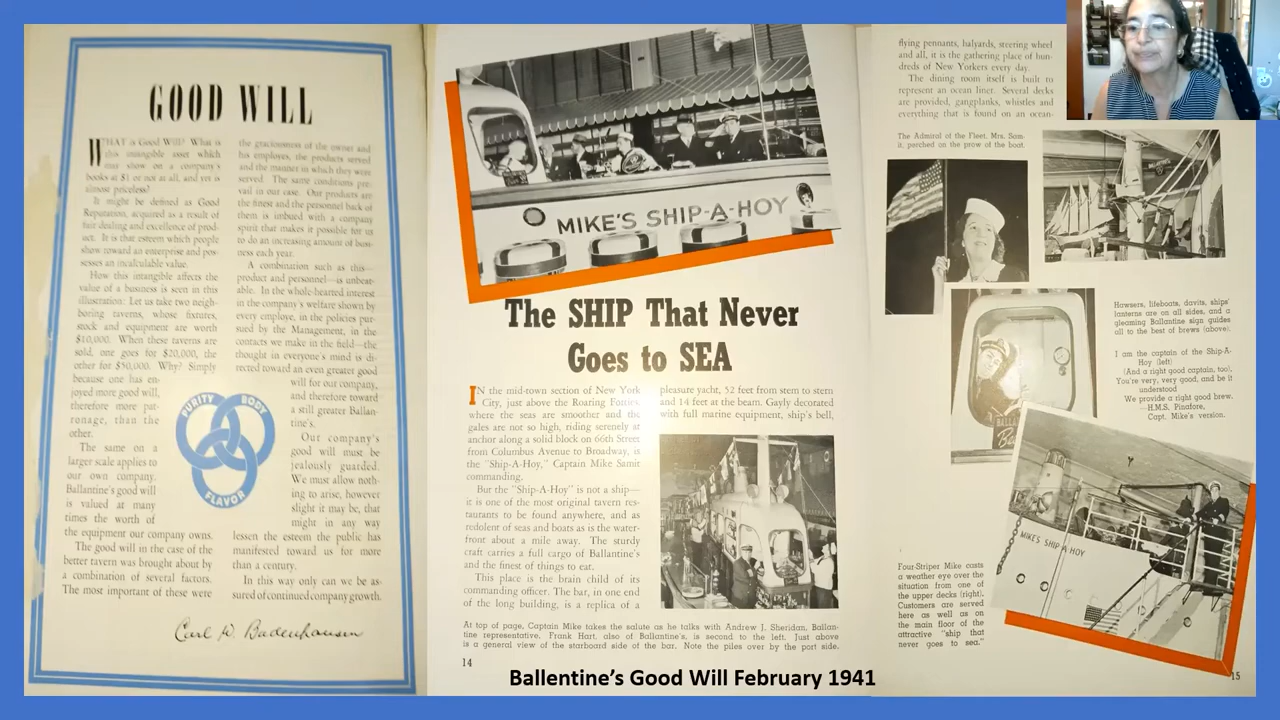 GOOD WILL
WHAT is Good Will? What is
this intangible asset which
may show on a company's
books at $1 or not at all, and yet is
almost priceless?
It might be defined as Good
Reputation, acquired as a result of
fair dealing and excellence of prod-
uct. It is that esteem which people
show toward an enterprise and pos-
sesses an incalculable value.
How this intangible affects the
value of a business is seen in this
illustration: Let us take two neigh-
boring taverns, whose fixtures,
stock and equipment are worth
$10,000. When these taverns are
sold, one goes for $20,000, the
other for $50,000. Why? Simply
because one has en-
joyed more good will,
therefore more pat-
ronage, than the
other.
The same on a
larger scale applies to
our own company.
Ballantine's good will
is valued at many
times the worth of
the equipment our company owns.
The good will in the case of the
better tavern was brought about by
a combination of several factors.
The most important of these were
the graciousness of the owner and
his employes, the products served
and the manner in which they were
served. The same conditions pre-
vail in our case. Our products are
the finest and the personnel back of
them is imbued with a company
spirit that makes it possible for us
to do an increasing amount of busi-
ness each year.
A combination such as this—
product and personnel—is unbeat-
able. In the whole-hearted interest
in the company's welfare shown by
every employe, in the policies pur-
sued by the Management, in the
contacts we make in the field—the
thought in everyone's mind is di-
rected toward an even greater good
will for our company,
and therefore toward
a still greater Ballan-
tine's.
Our company's
good will must be
jealously guarded.
We must allow noth-
ing to arise, however
slight it may be, that
might in any way
lessen the esteem the public has
manifested toward us for more
than a century.
In this way only can we be as-
sured of continued company growth.
PURITY BODY
FLAVOR
Carl W. Badenhausen
MIKE'S SHIP-A-HOY
The SHIP That Never
Goes to SEA
IN the mid-town section of New York
City, just above the Roaring Forties,
where the seas are smoother and the
gales are not so high, riding serenely at
anchor along a solid block on 66th Street
from Columbus Avenue to Broadway, is
the "Ship-A-Hoy," Captain Mike Samit
commanding.
But the "Ship-A-Hoy" is not a ship—
it is one of the most original tavern res-
taurants to be found anywhere, and as
redolent of seas and boats as is the water-
front about a mile away. The sturdy
craft carries a full cargo of Ballantine's
and the finest of things to eat.
This place is the brain child of its
commanding officer. The bar, in one end
of the long building, is a replica of a
pleasure yacht, 52 feet from stem to stern
and 14 feet at the beam. Gayly decorated
with full marine equipment, ship's bell,
At top of page, Captain Mike takes the salute as he talks with Andrew J. Sheridan, Ballan-
tine representative. Frank Hart, also of Ballantine's, is second to the left. Just above
is a general view of the starboard side of the bar. Note the piles over by the port side.
14
flying pennants, halyards, steering wheel
and all, it is the gathering place of hun-
dreds of New Yorkers every day.
The dining room itself is built to
represent an ocean liner. Several decks
are provided, gangplanks, whistles and
everything that is found on an ocean-
The Admiral of the Fleet, Mrs. Sam-
it, perched on the prow of the boat.
Hawsers, lifeboats, davits, ships'
lanterns are on all sides, and a
gleaming Ballantine sign guides
all to the best of brews (above).
I am the captain of the Ship-A-
Hoy (left)
(And a right good captain, too).
You're very, very good, and be it
understood
We provide a right good brew.
—H.M.S. Pinafore,
Capt. Mike's version.
MIKE'S SHIP-A-HOY
Four-Striper Mike casts
a weather eye over the
situation from one of
the upper decks (right).
Customers are served
here as well as on
the main floor of the
attractive "ship that
never goes to sea."
15
Ballentine's Good Will February 1941